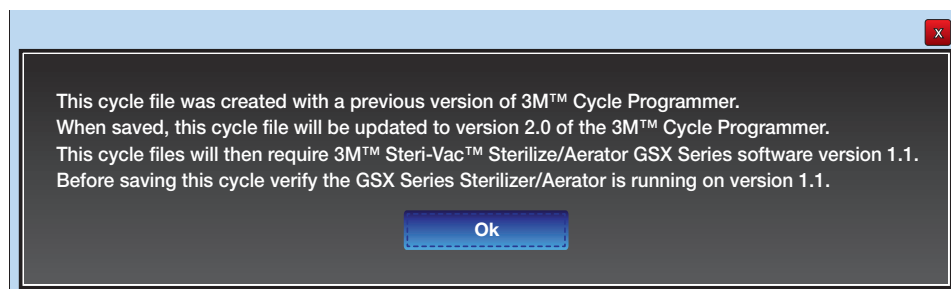 X
This cycle file was created with a previous version of 3M™ Cycle Programmer.
When saved, this cycle file will be updated to version 2.0 of the 3M™ Cycle Programmer.
This cycle files will then require 3M™ Steri-Vac™ Sterilize/Aerator GSX Series software version 1.1.
Before saving this cycle verify the GSX Series Sterilizer/Aerator is running on version 1.1.
Ok